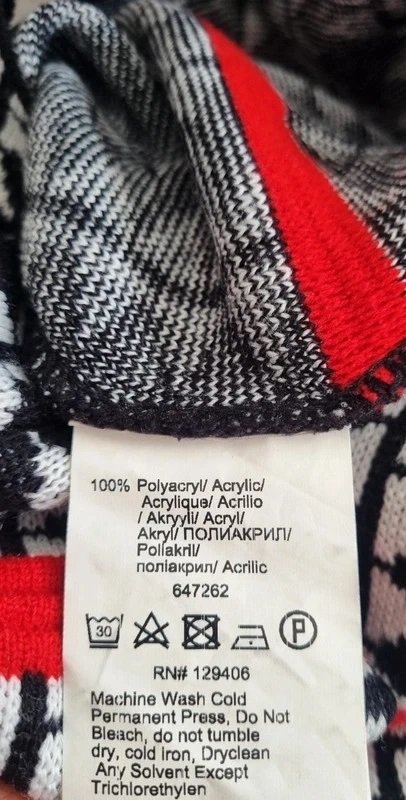 100% Polyacryl/ Acrylic/
Acrylique/ Acrilio
/ Akryyli/ Acryl/
Akryl/ ПОЛИАКРИЛ/
Poliakril/
поліакрил/ Acrilic
647262
30 P
RN# 129406
Machine Wash Cold
Permanent Press, Do Not
Bleach, do not tumble
dry, cold iron, Dryclean
Any Solvent Except
Trichlorethylen